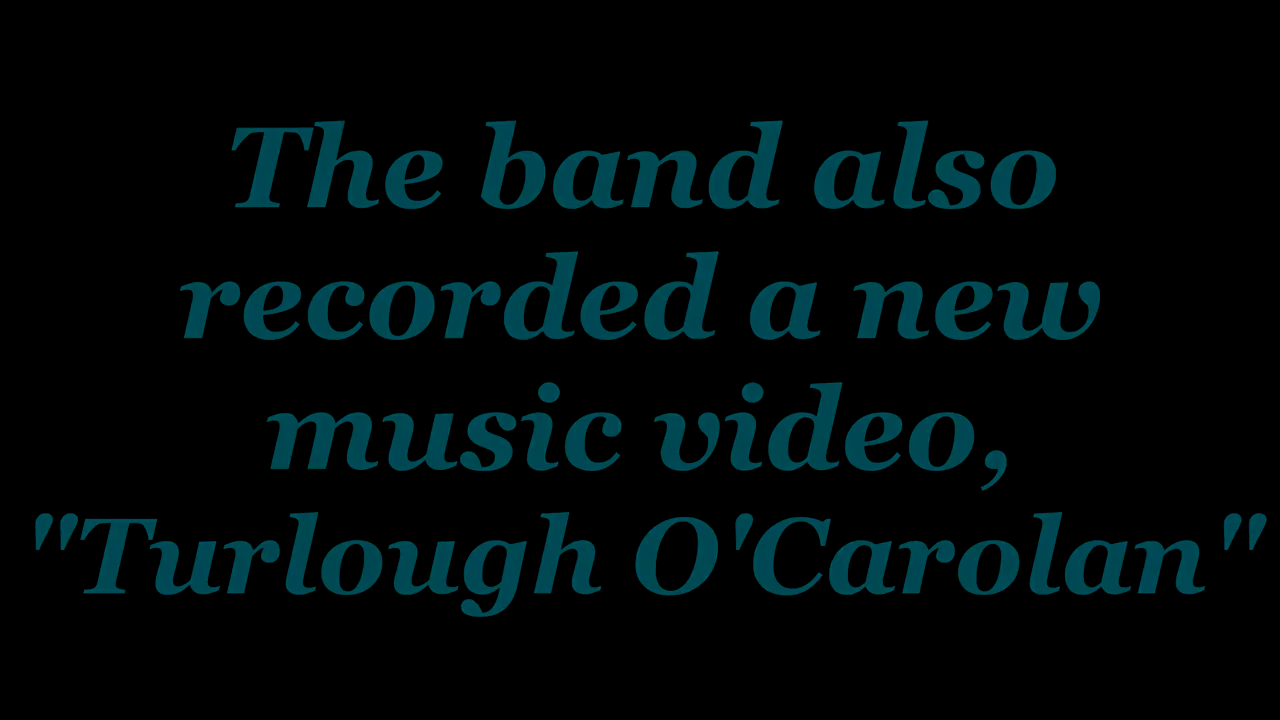 The band also
recorded a new
music video,
"Turlough O'Carolan"